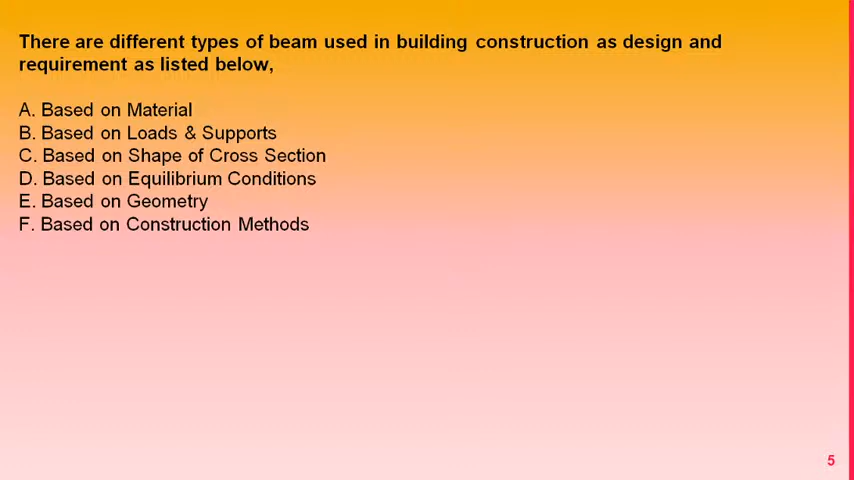 There are different types of beam used in building construction as design and
requirement as listed below,
A. Based on Material
B. Based on Loads & Supports
C. Based on Shape of Cross Section
D. Based on Equilibrium Conditions
E. Based on Geometry
F. Based on Construction Methods
5